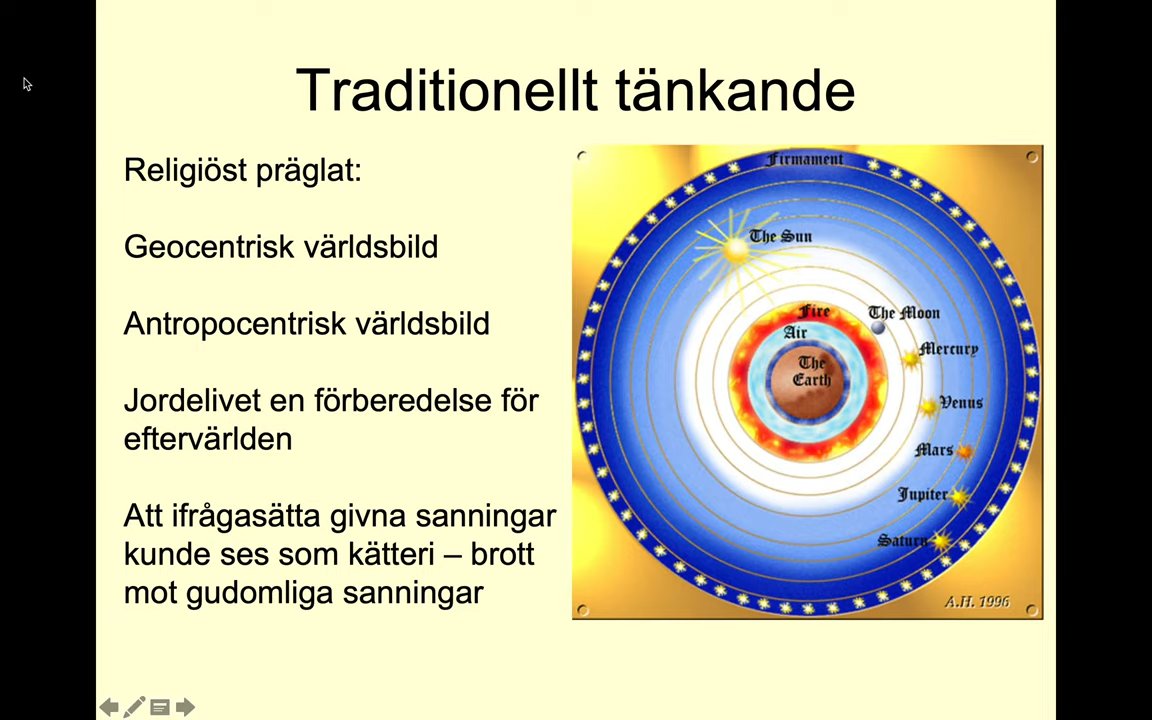 Traditionellt tänkande
Religiöst präglat:
Geocentrisk världsbild
Antropocentrisk världsbild
Jordelivet en förberedelse för
eftervärlden
Att ifrågasätta givna sanningar
kunde ses som kätteri – brott
mot gudomliga sanningar
Firmament
The Sun
Fire
The Moon
Air
Mercury
The
Earth
Venus
Mars
Jupiter
Saturn
A.H. 1996